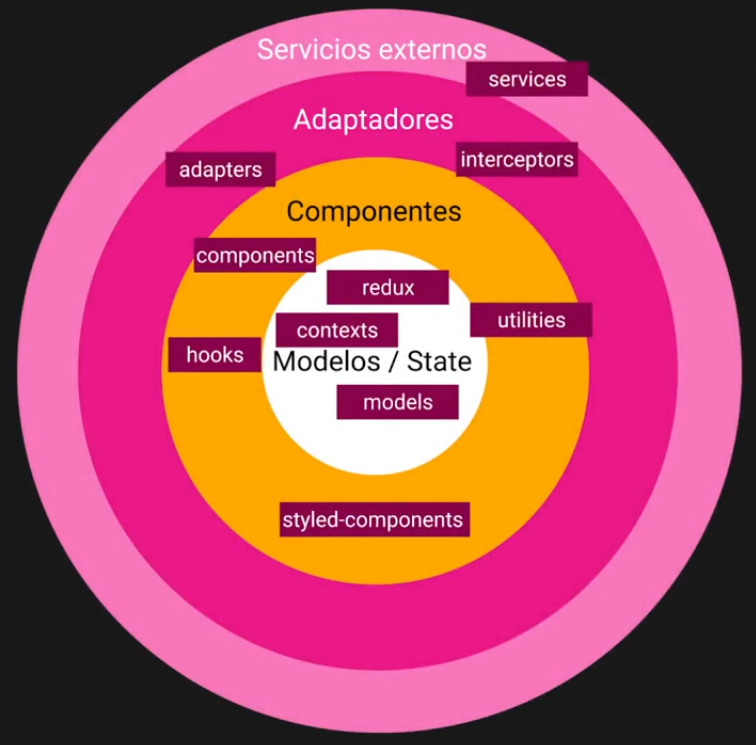 Servicios externos
services
Adaptadores
interceptors
adapters
Componentes
components
redux
utilities
contexts
hooks
Modelos / State
models
styled-components